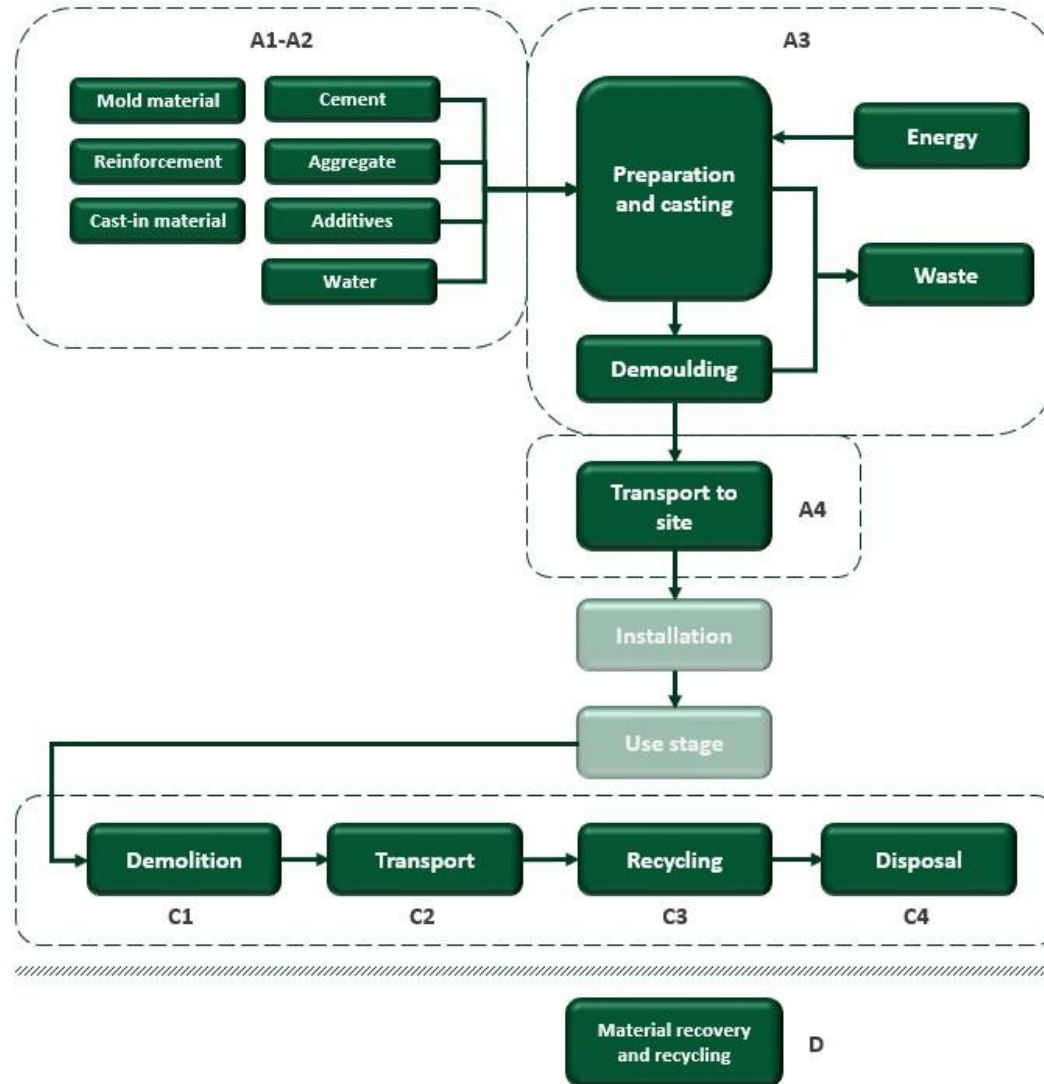 A1-A2
Mold material
Cement
Reinforcement
Aggregate
Cast-in material
Additives
Water
A3
Preparation
and casting
Energy
Waste
Demoulding
Transport to
site
A4
Installation
Use stage
Demolition
Transport
Recycling
Disposal
C1
C2
C3
C4
Material recovery
and recycling
D